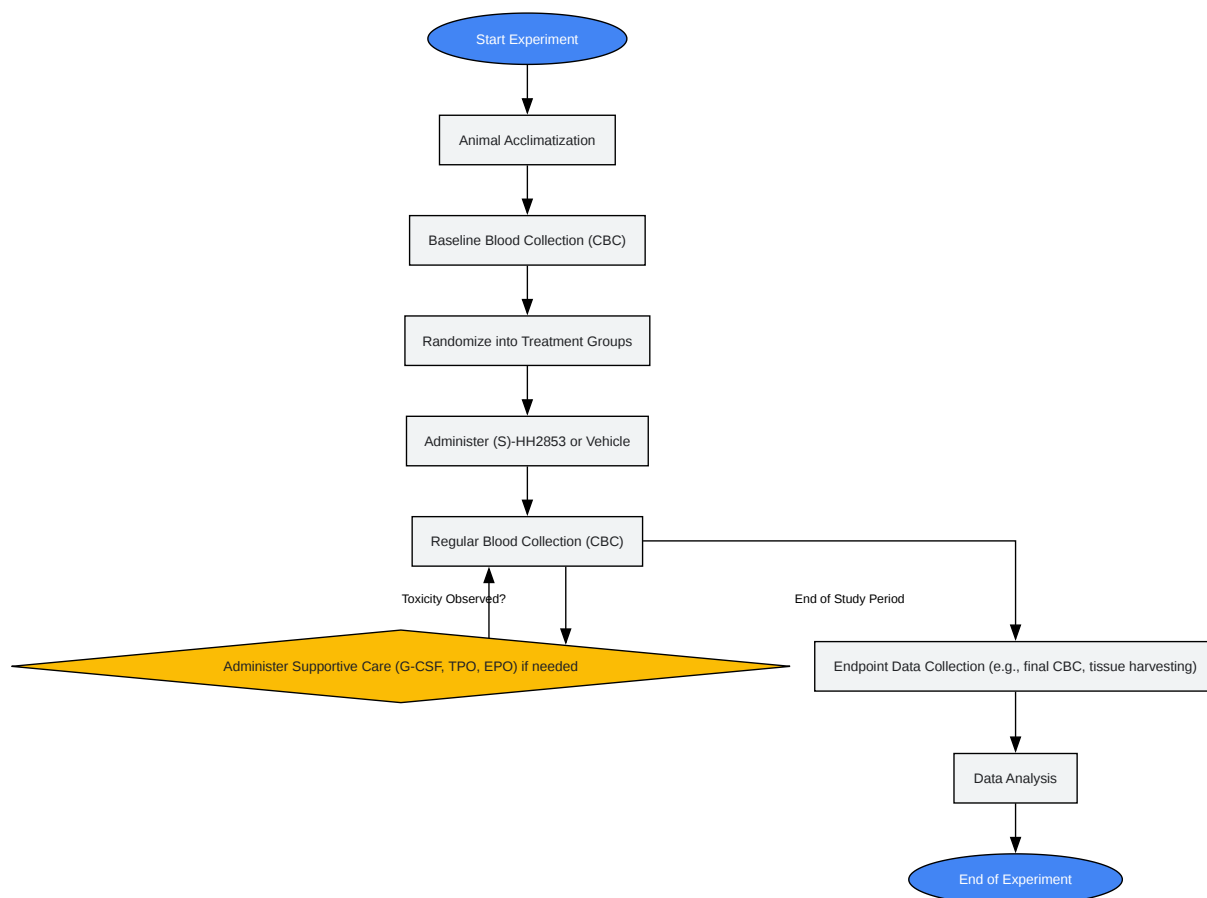 Start Experiment
Animal Acclimatization
Baseline Blood Collection (CBC)
Randomize into Treatment Groups
Administer (S)-HH2853 or Vehicle
Regular Blood Collection (CBC)
Toxicity Observed?
End of Study Period
Administer Supportive Care (G-CSF, TPO, EPO) if needed
Endpoint Data Collection (e.g., final CBC, tissue harvesting)
Data Analysis
End of Experiment